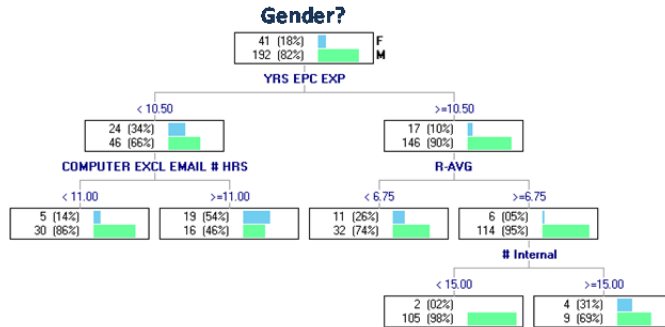 Gender?
41 (18%) F
192 (82%) M
YRS EPC EXP
< 10.50 >=10.50
24 (34%) 17 (10%)
46 (66%) 146 (90%)
COMPUTER EXCL EMAIL # HRS R-AVG
< 11.00 >=11.00 < 6.75 >=6.75
5 (14%) 19 (54%) 11 (26%) 6 (05%)
30 (86%) 16 (46%) 32 (74%) 114 (95%)
# Internal
< 15.00 >=15.00
2 (02%) 4 (31%)
105 (98%) 9 (69%)